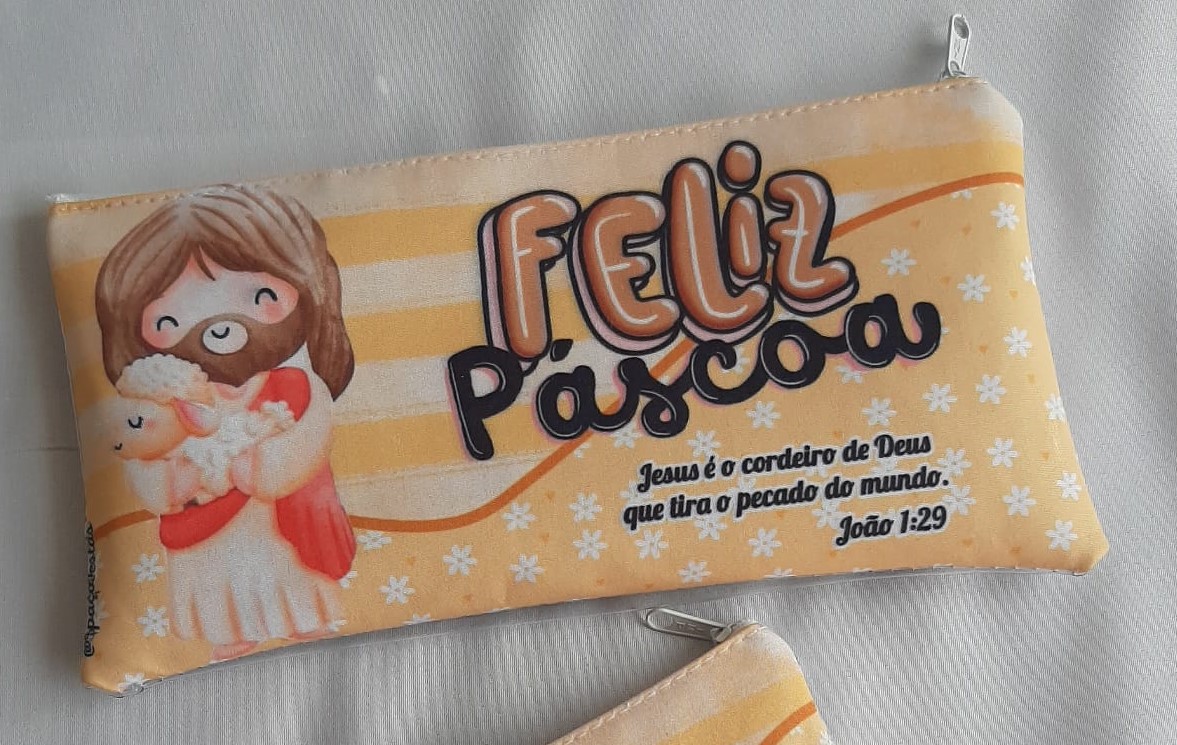 FELiz
Páscoa
Jesus é o cordeiro de Deus
que tira o pecado do mundo.
João 1:29